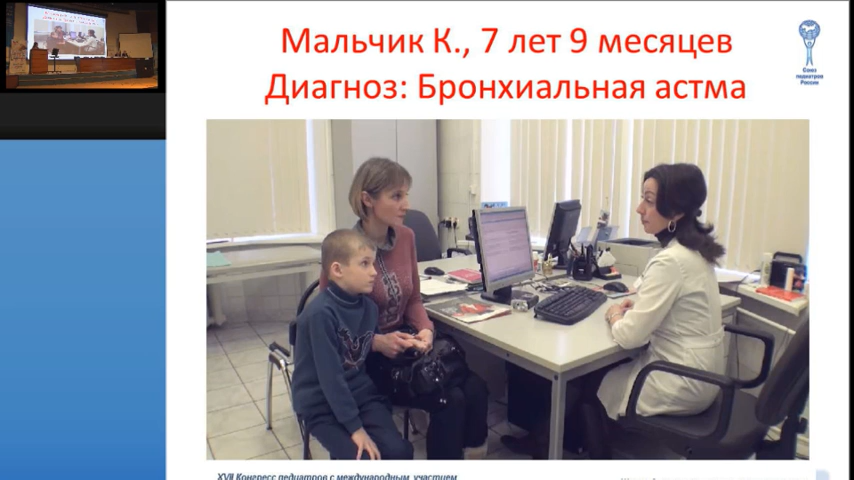 Мальчик К., 7 лет 9 месяцев
Диагноз: Бронхиальная астма
Союз
педиатров
России
XVII Конгресс педиатров с международным участием